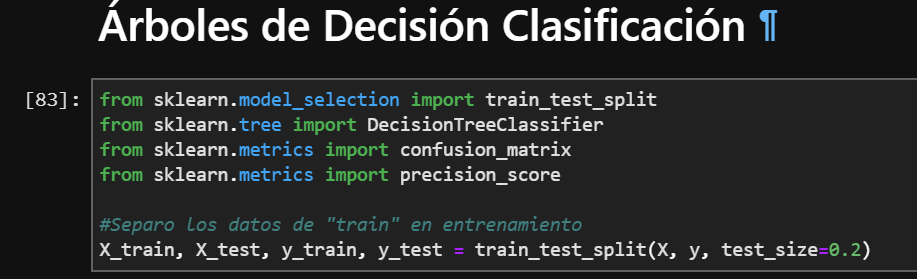 Árboles de Decisión Clasificación ¶
[83]:
from sklearn.model_selection import train_test_split
from sklearn.tree import DecisionTreeClassifier
from sklearn.metrics import confusion_matrix
from sklearn.metrics import precision_score
#Separo los datos de "train" en entrenamiento
X_train, X_test, y_train, y_test = train_test_split(X, y, test_size=0.2)